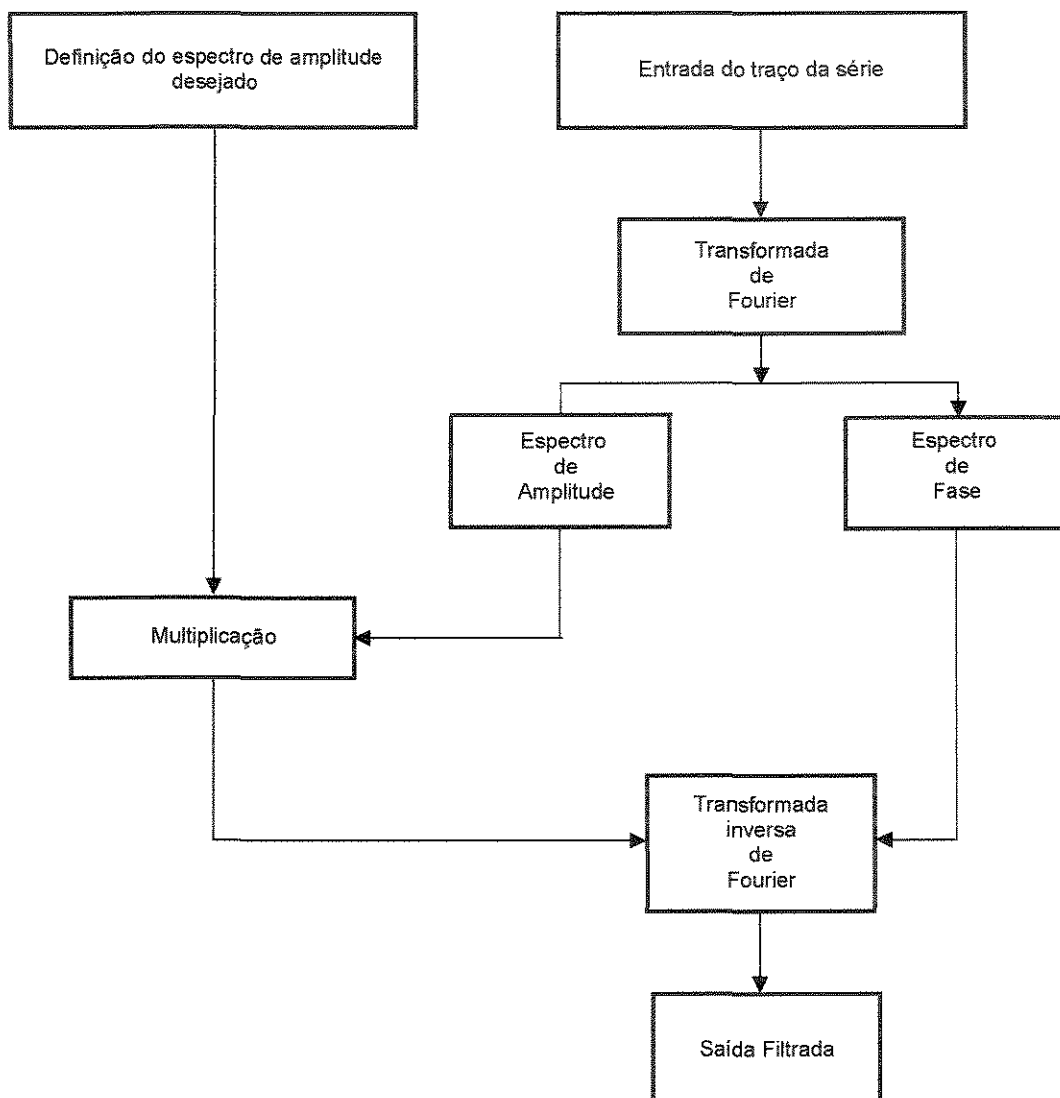 Definição do espectro de amplitude
desejado
Entrada do traço da série
Transformada
de
Fourier
Espectro
de
Amplitude
Espectro
de
Fase
Multiplicação
Transformada
inversa
de
Fourier
Saída Filtrada